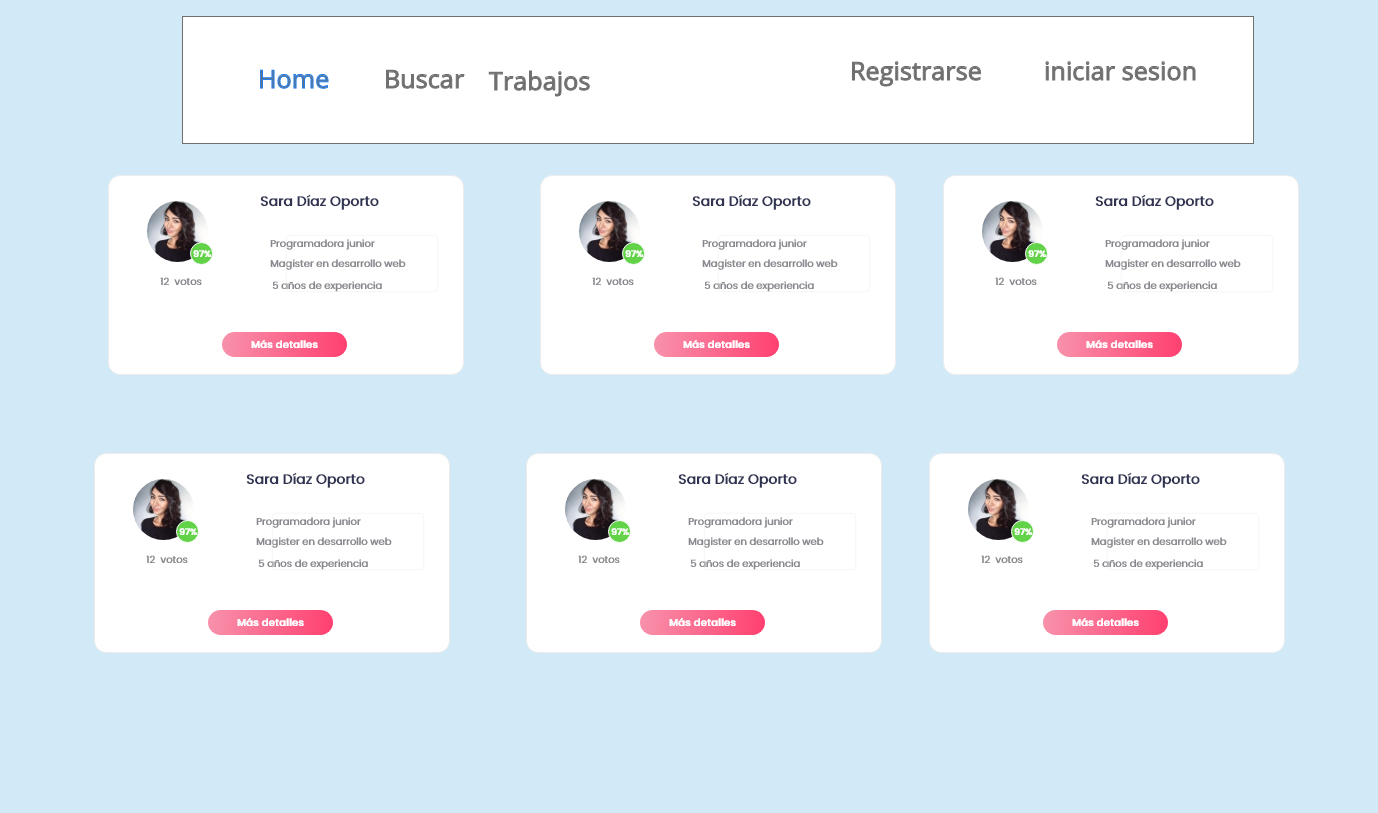 Home Buscar Trabajos Registrarse iniciar sesion
Sara Díaz Oporto
Programadora junior
97%
Magister en desarrollo web
12 votos
5 años de experiencia
Más detalles
Sara Díaz Oporto
Programadora junior
97%
Magister en desarrollo web
12 votos
5 años de experiencia
Más detalles
Sara Díaz Oporto
Programadora junior
97%
Magister en desarrollo web
12 votos
5 años de experiencia
Más detalles
Sara Díaz Oporto
Programadora junior
97%
Magister en desarrollo web
12 votos
5 años de experiencia
Más detalles
Sara Díaz Oporto
Programadora junior
97%
Magister en desarrollo web
12 votos
5 años de experiencia
Más detalles
Sara Díaz Oporto
Programadora junior
97%
Magister en desarrollo web
12 votos
5 años de experiencia
Más detalles